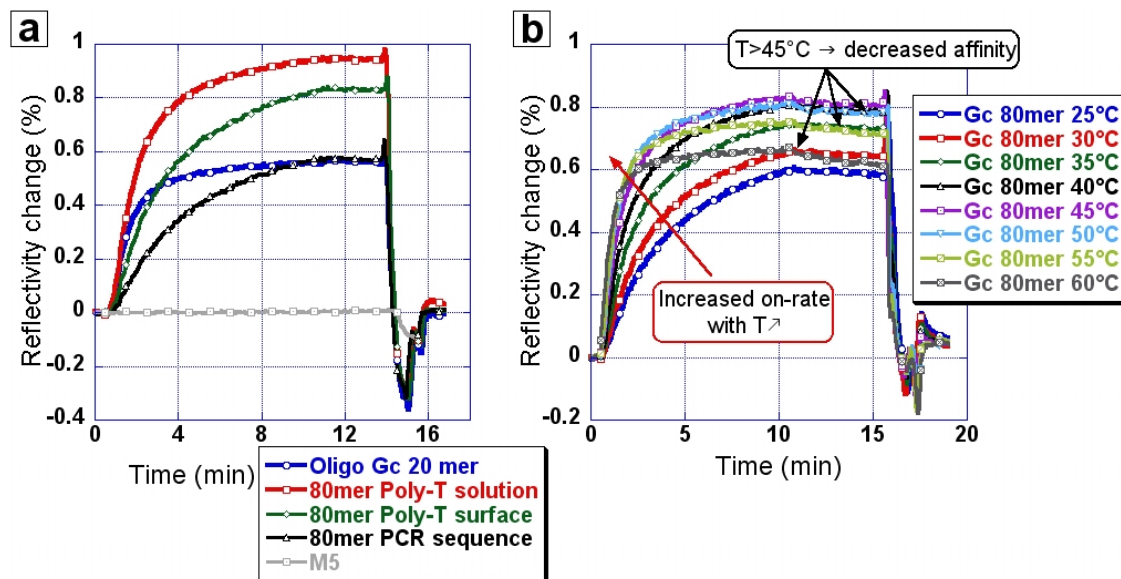 a
1
0.8
0.6
0.4
0.2
0
-0.2
-0.4
Reflectivity change (%)
0
4
8
12
16
Time (min)
Oligo Gc 20 mer
80mer Poly-T solution
80mer Poly-T surface
80mer PCR sequence
M5
b
1
0.8
0.6
0.4
0.2
0
-0.2
Reflectivity change (%)
0
5
10
15
20
Time (min)
T>45°C → decreased affinity
Increased on-rate
with T↗
Gc 80mer 25°C
Gc 80mer 30°C
Gc 80mer 35°C
Gc 80mer 40°C
Gc 80mer 45°C
Gc 80mer 50°C
Gc 80mer 55°C
Gc 80mer 60°C